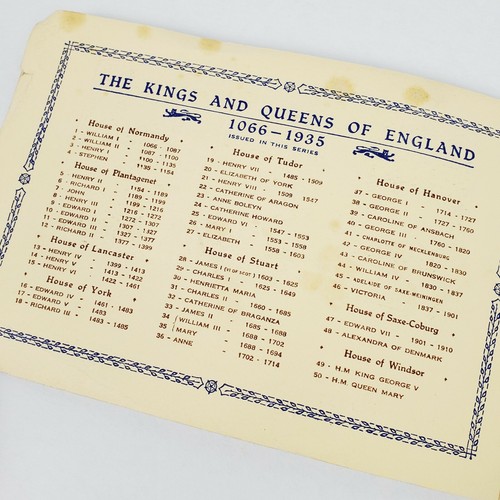 THE KINGS AND QUEENS OF ENGLAND
1066–1935
ISSUED IN THIS SERIES
House of Normandy
1 - WILLIAM I - 1066 - 1087
2 - WILLIAM II - 1087 - 1100
3 - HENRY I - 1100 - 1135
4 - STEPHEN - 1135 - 1154
House of Plantagenet
5 - HENRY II - 1154 - 1189
6 - RICHARD I - 1189 - 1199
7 - JOHN - 1199 - 1216
8 - HENRY III - 1216 - 1272
9 - EDWARD I - 1272 - 1307
10 - EDWARD II - 1307 - 1327
11 - EDWARD III - 1327 - 1377
12 - RICHARD II - 1377 - 1399
House of Lancaster
13 - HENRY IV - 1399 - 1413
14 - HENRY V - 1413 - 1422
15 - HENRY VI - 1422 - 1461
House of York
16 - EDWARD IV - 1461 - 1483
17 - EDWARD V - 1483
18 - RICHARD III - 1483 - 1485
House of Tudor
19 - HENRY VII - 1485 - 1509
20 - ELIZABETH OF YORK
21 - HENRY VIII - 1509 - 1547
22 - CATHERINE OF ARAGON
23 - ANNE BOLEYN
24 - CATHERINE HOWARD
25 - EDWARD VI - 1547 - 1553
26 - MARY I - 1553 - 1558
27 - ELIZABETH - 1558 - 1603
House of Stuart
28 - JAMES I (VI OF SCOT.) 1603 - 1625
29 - CHARLES I - 1625 - 1649
30 - HENRIETTA MARIA
31 - CHARLES II - 1660 - 1685
32 - CATHERINE OF BRAGANZA
33 - JAMES II - 1685 - 1688
34 WILLIAM III - 1688 - 1702
35 MARY - 1688 - 1694
36 - ANNE - 1702 - 1714
House of Hanover
37 - GEORGE I - 1714 - 1727
38 - GEORGE II - 1727 - 1760
39 - CAROLINE OF ANSBACH
40 - GEORGE III - 1760 - 1820
41 - CHARLOTTE OF MECKLENBURG
42 - GEORGE IV - 1820 - 1830
43 - CAROLINE OF BRUNSWICK
44 - WILLIAM IV - 1830 - 1837
45 - ADELAIDE OF SAXE-MEININGEN
46 - VICTORIA - 1837 - 1901
House of Saxe-Coburg
47 - EDWARD VII - 1901 - 1910
48 - ALEXANDRA OF DENMARK
House of Windsor
49 - H.M. KING GEORGE V
50 - H.M. QUEEN MARY